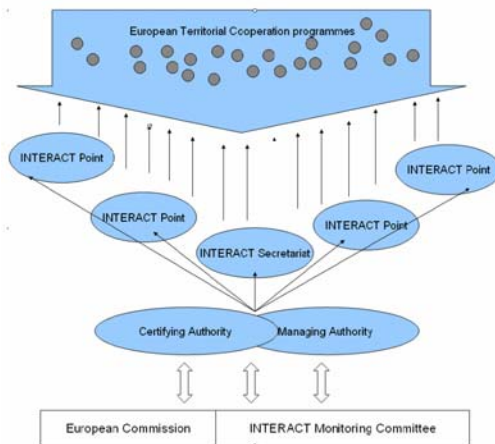 European Territorial Cooperation programmes
INTERACT Point
INTERACT Point
INTERACT Point
INTERACT Point
INTERACT Secretariat
Certifying Authority
Managing Authority
European Commission
INTERACT Monitoring Committee